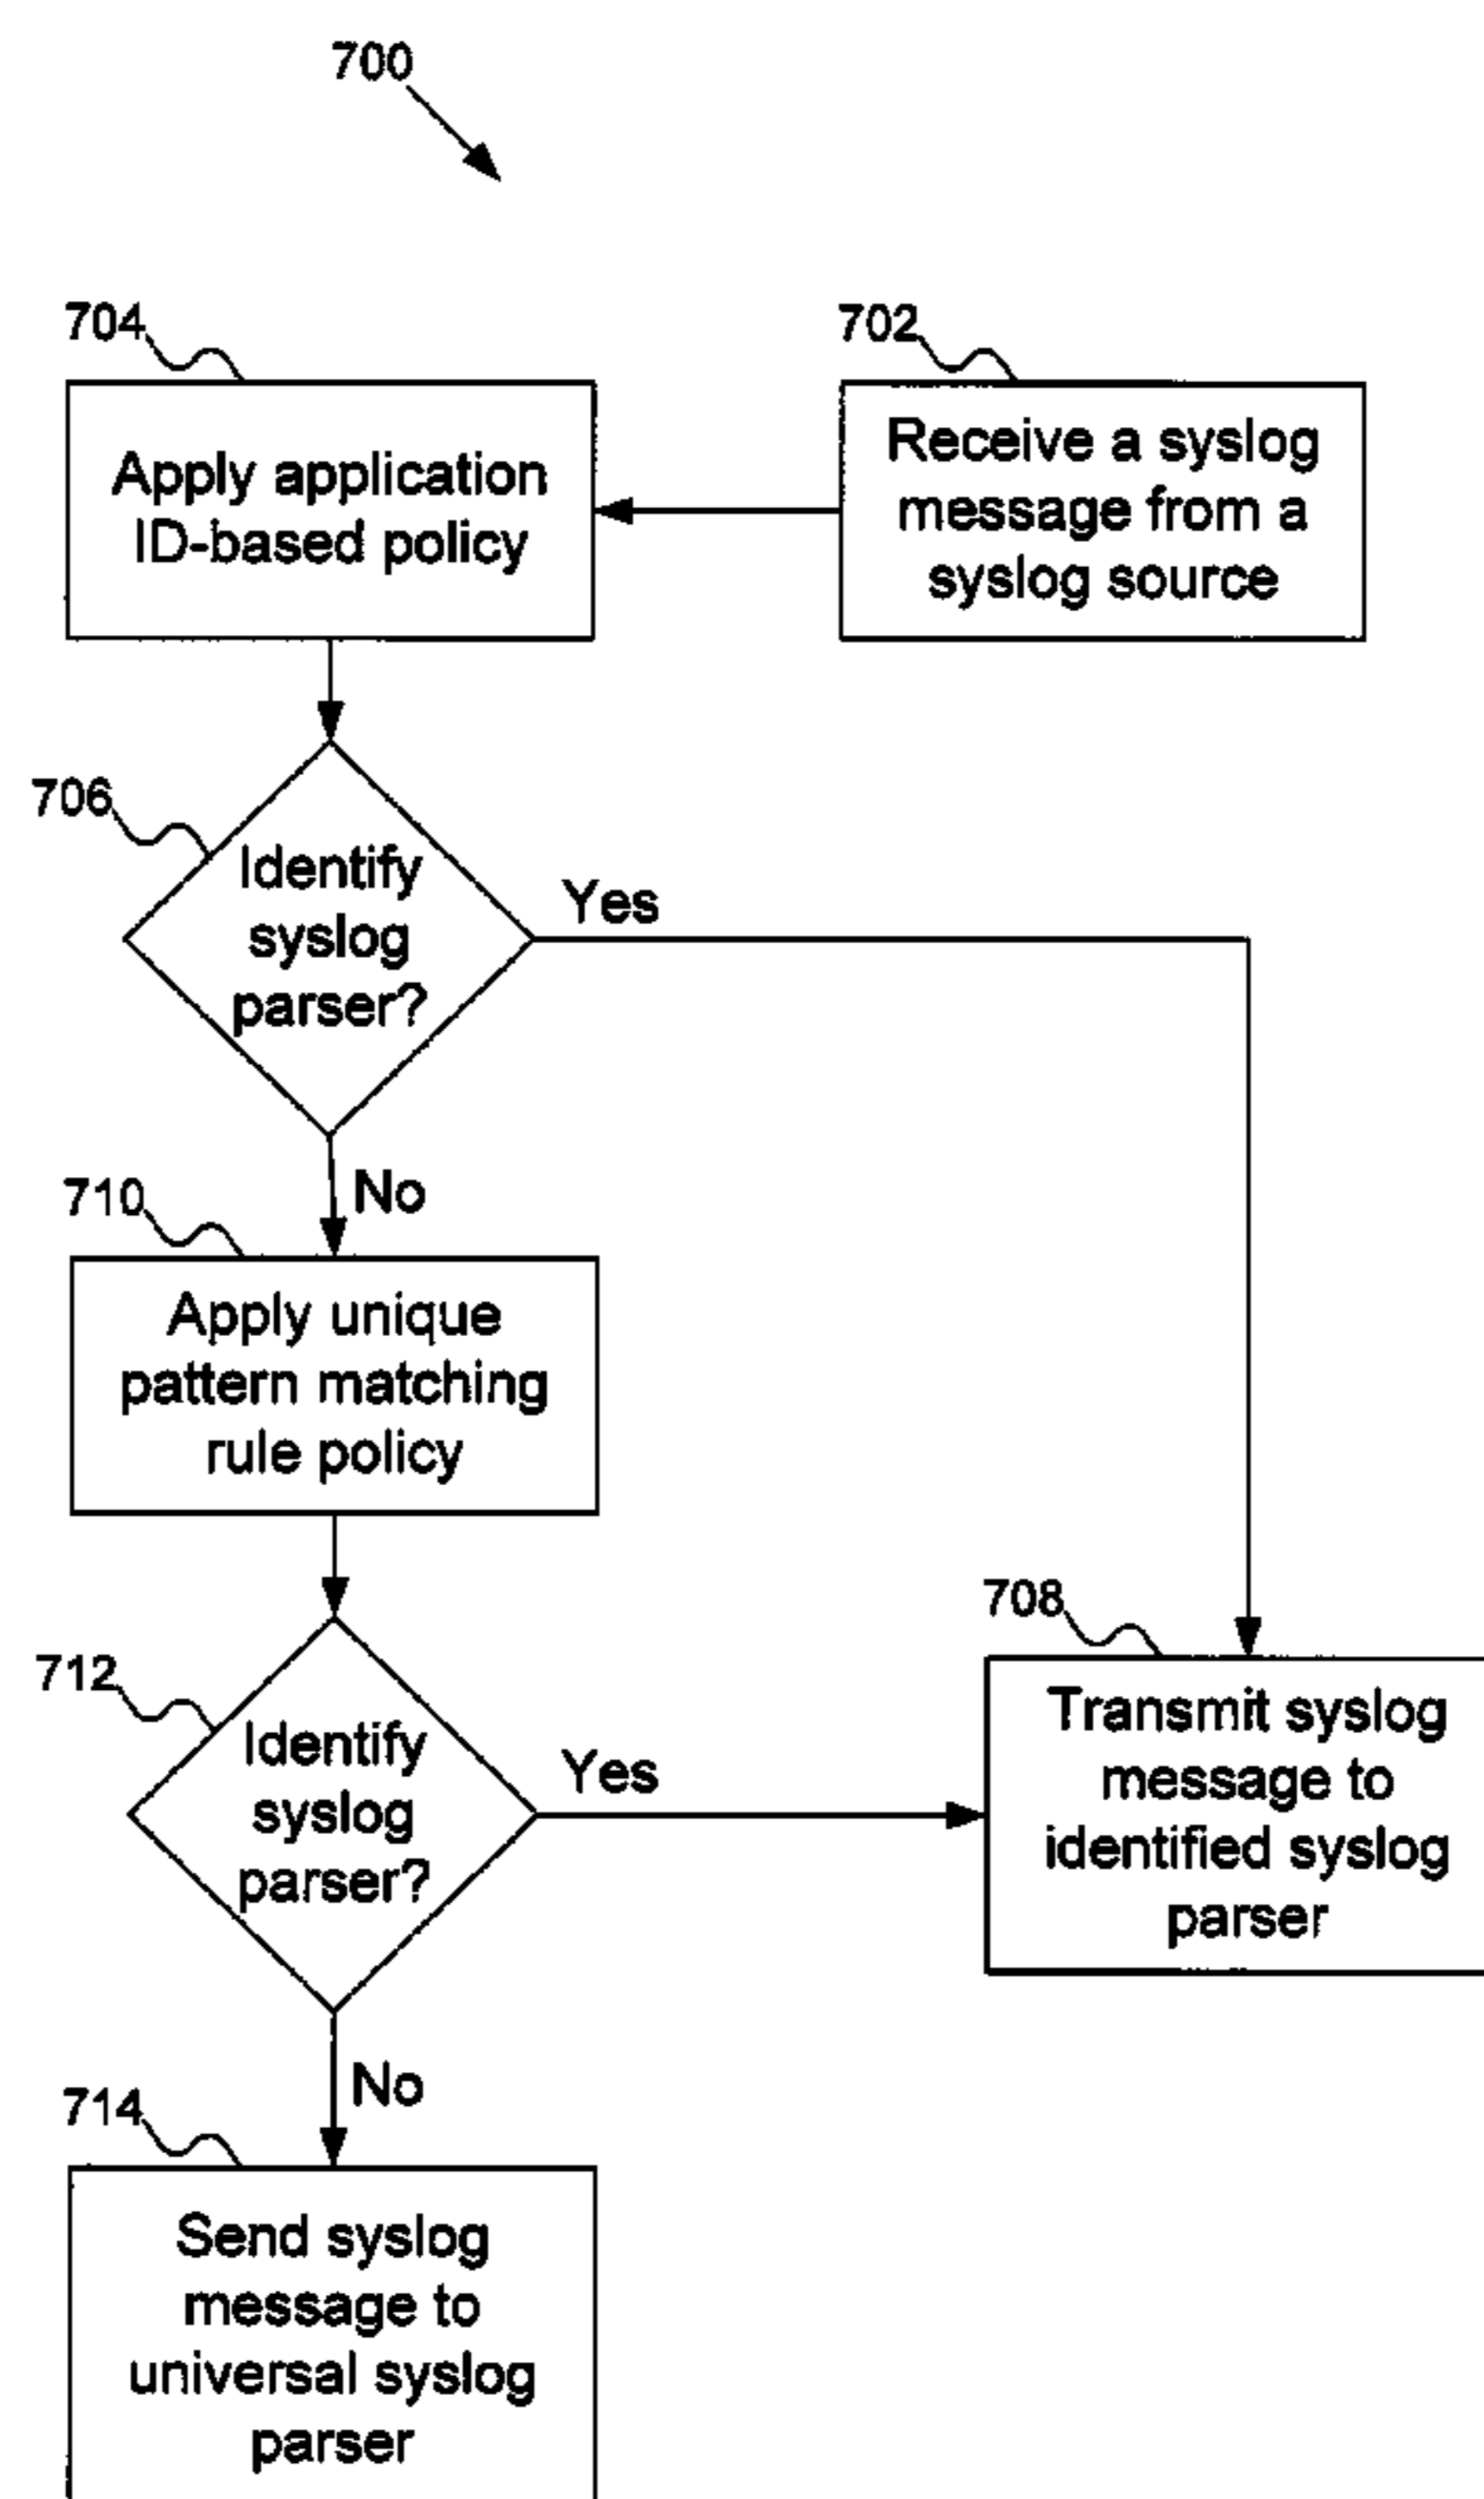 700
704
Apply application
ID-based policy
702
Receive a syslog
message from a
syslog source
706
Identify
syslog
parser?
Yes
No
710
Apply unique
pattern matching
rule policy
712
Identify
syslog
parser?
Yes
708
Transmit syslog
message to
identified syslog
parser
No
714
Send syslog
message to
universal syslog
parser